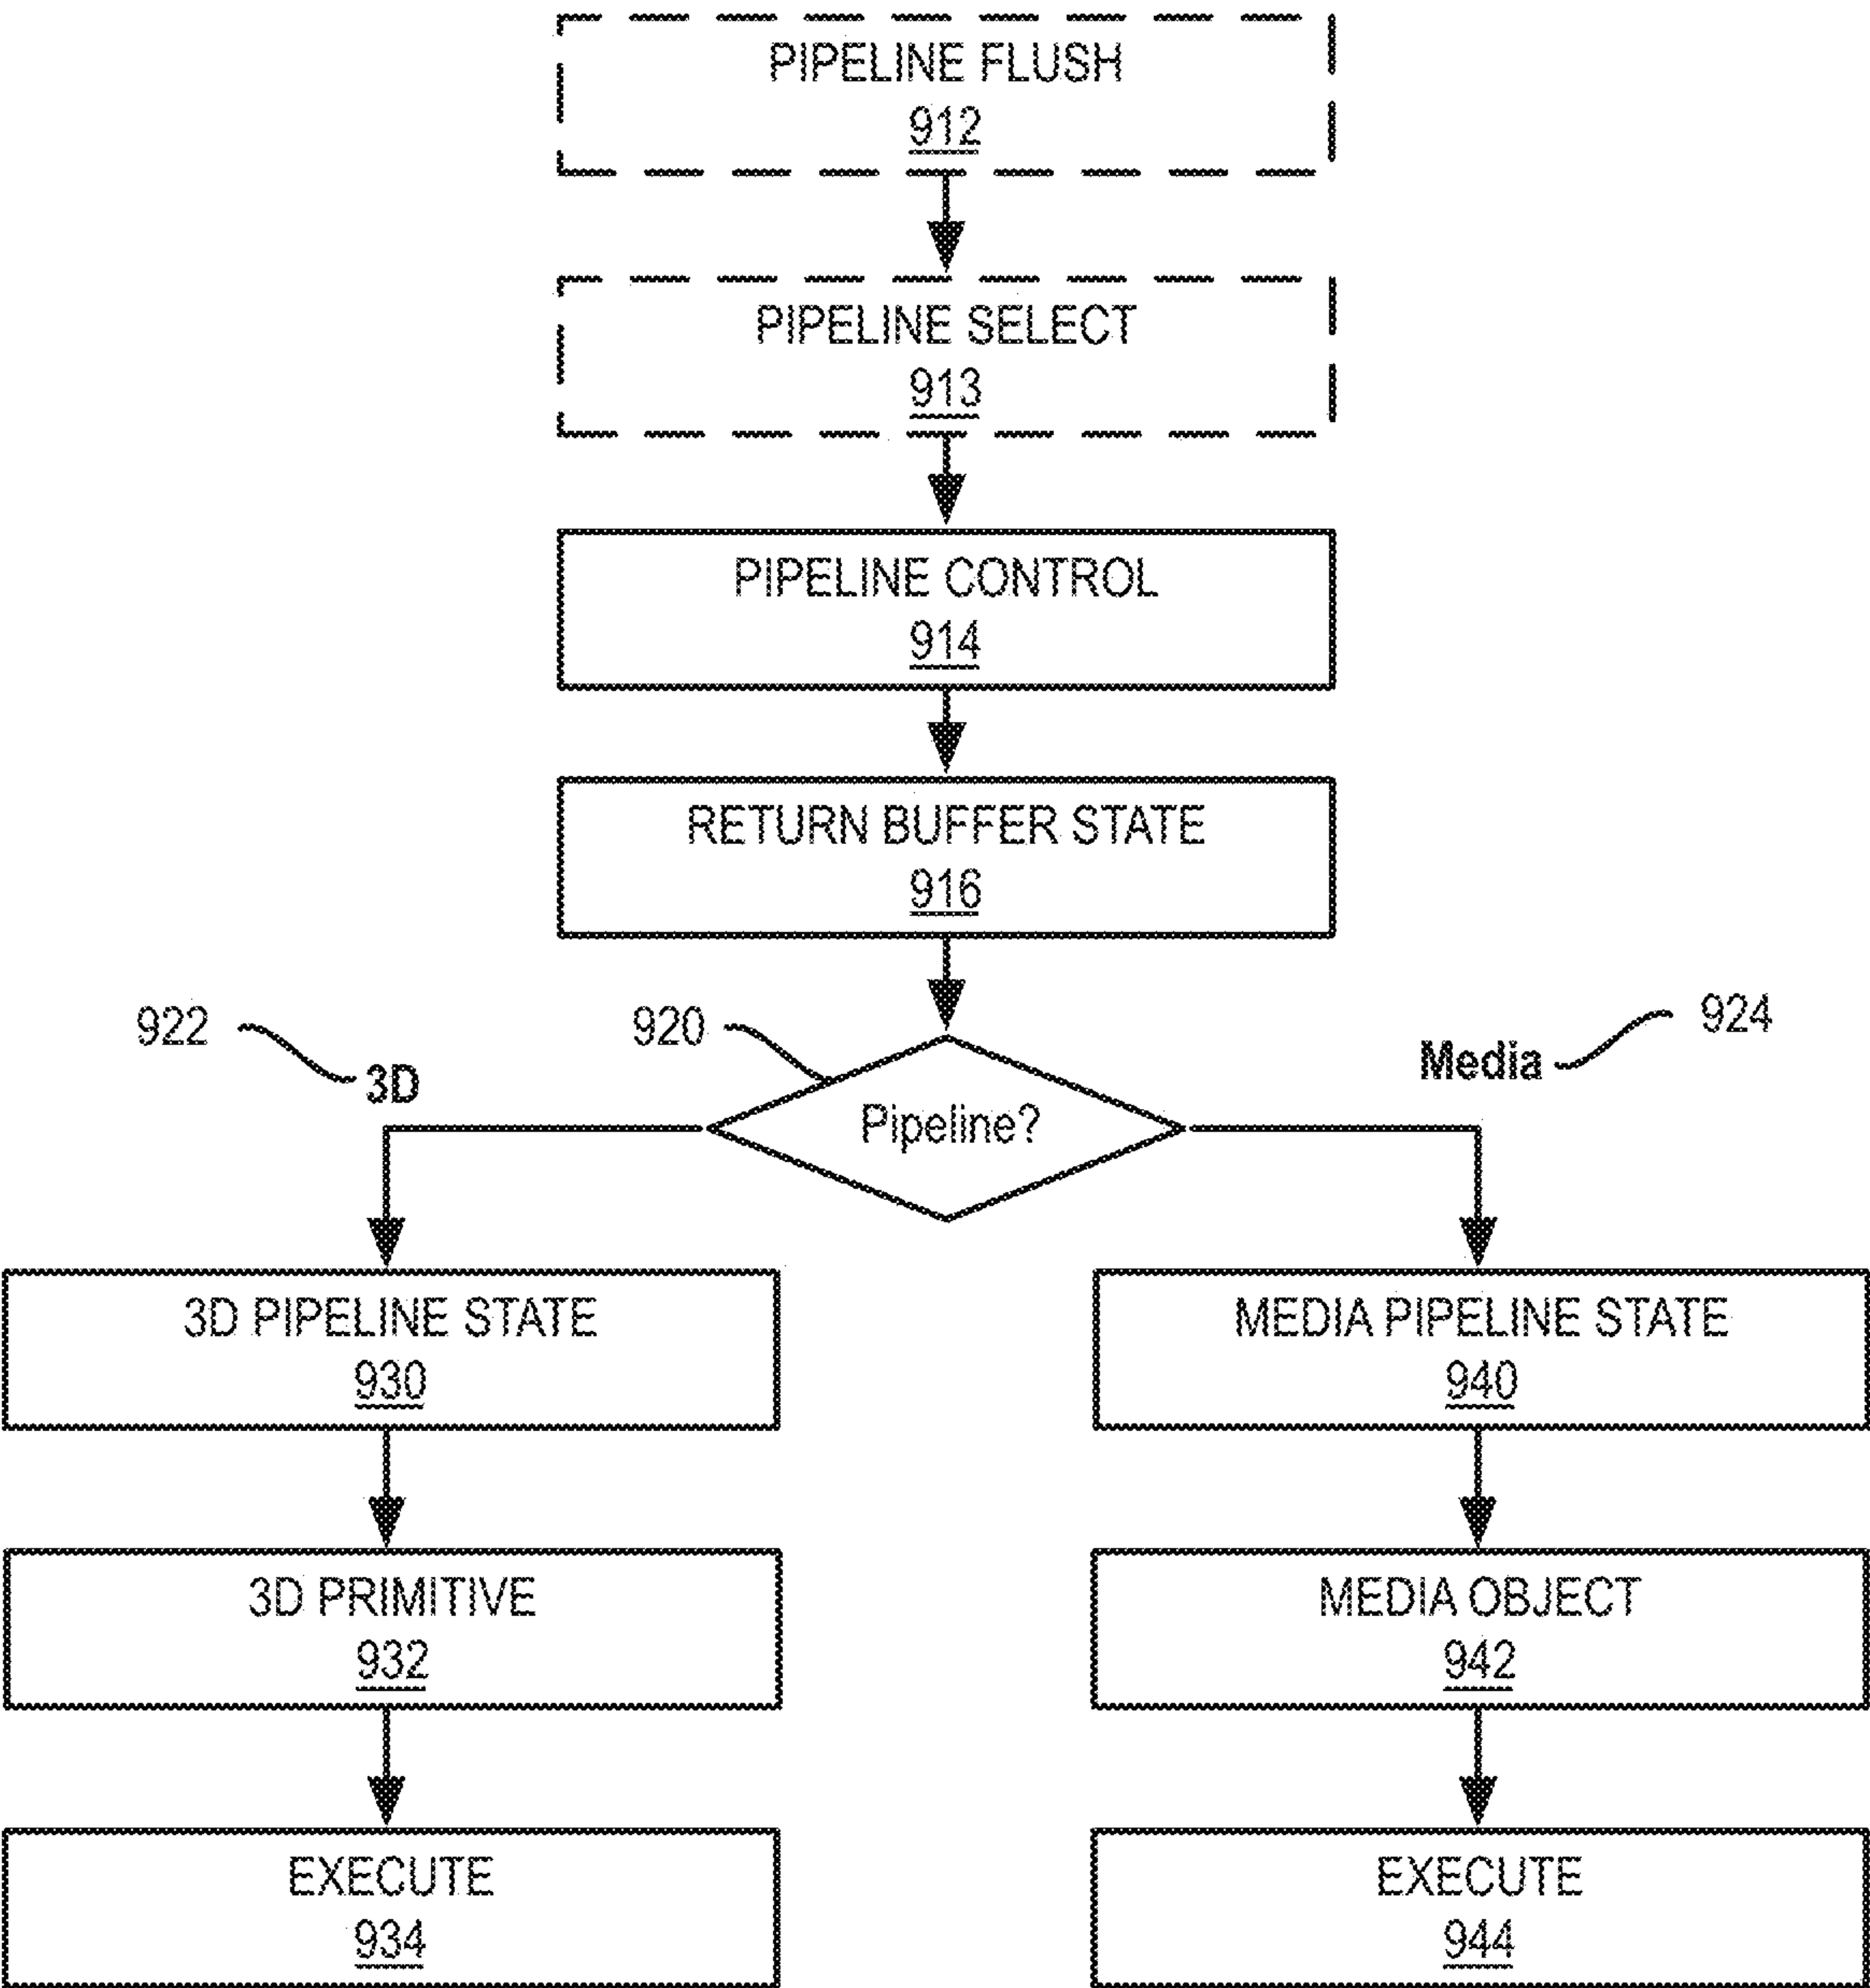 PIPELINE FLUSH
912
PIPELINE SELECT
913
PIPELINE CONTROL
914
RETURN BUFFER STATE
916
922
920
924
3D
Media
Pipeline?
3D PIPELINE STATE
930
MEDIA PIPELINE STATE
940
3D PRIMITIVE
932
MEDIA OBJECT
942
EXECUTE
934
EXECUTE
944